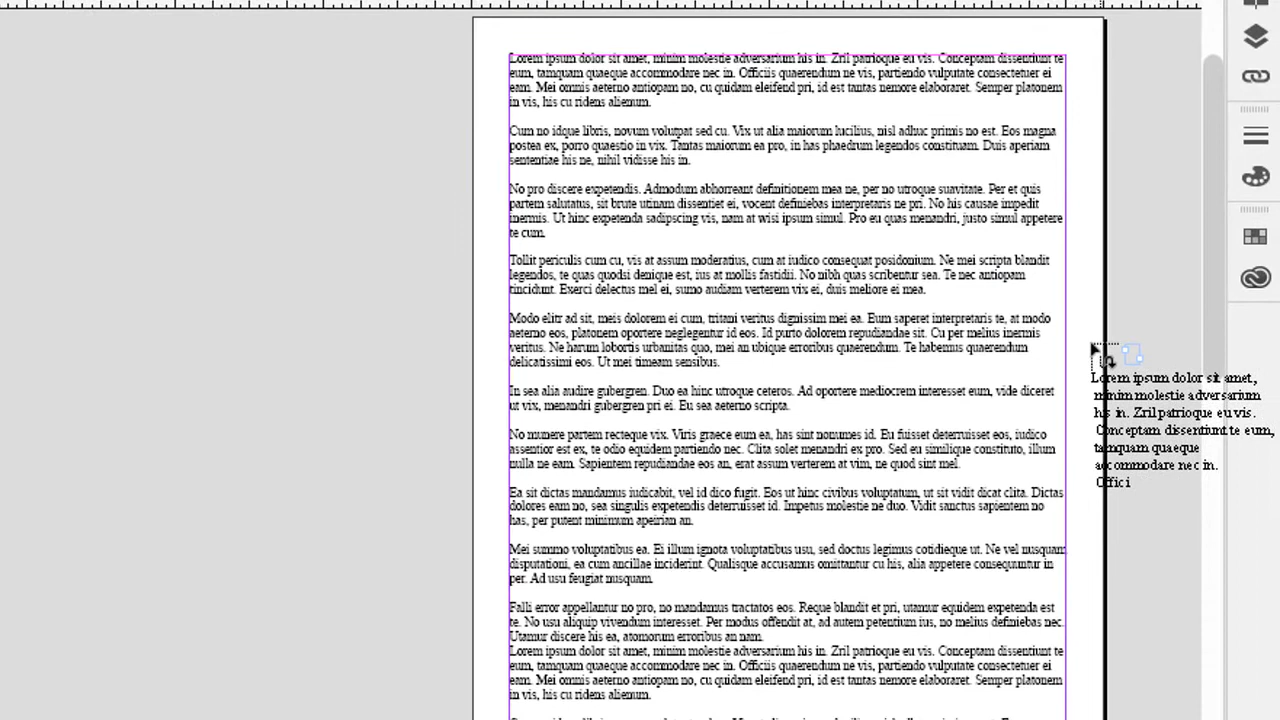 Lorem ipsum dolor sit amet, minim molestie adversarium his in. Zril patrioque eu vis. Conceptam dissentiunt te
eum, tamquam quaeque accommodare nec in. Officiis quaerendum ne vis, partiendo vulputate consectetuer ei
eam. Mei omnis aeterno antiopam no, cu quidam eleifend pri, id est tantas nemore elaboraret. Semper platonem
in vis, his cu ridens alienum.
Cum no idque libris, novum volutpat sed cu. Vix ut alia maiorum lucilius, nisl adhuc primis no est. Eos magna
postea ex, porro quaestio in vix. Tantas maiorum ea pro, in has phaedrum legendos constituam. Duis aperiam
sententiae his ne, nihil vidisse his in.
No pro discere expetendis. Admodum abhorreant definitionem mea ne, per no utroque suavitate. Per et quis
partem salutatus, sit brute utinam dissentiet ei, vocent definiebas interpretaris ne pri. No his causae impedit
inermis. Ut hinc expetenda sadipscing vis, nam at wisi ipsum simul. Pro eu quas menandri, justo simul appetere
te cum.
Tollit periculis cum cu, vis at assum moderatius, cum at iudico consequat posidonium. Ne mei scripta blandit
legendos, te quas quodsi denique est, ius at mollis fastidii. No nibh quas scribentur sea. Te nec antiopam
tincidunt. Exerci delectus mel ei, sumo audiam verterem vix ei, duis meliore ei mea.
Modo elitr ad sit, meis dolorem ei cum, tritani veritus dignissim mei ea. Eum saperet interpretaris te, at modo
aeterno eos, platonem oportere neglegentur id eos. Id purto dolorem repudiandae sit. Cu per melius inermis
veritus. Ne harum lobortis urbanitas quo, mei an ubique erroribus quaerendum. Te habemus quaerendum
delicatissimi eos. Ut mei timeam sensibus.
In sea alia audire gubergren. Duo ea hinc utroque ceteros. Ad oportere mediocrem interesset eum, vide diceret
ut vix, menandri gubergren pri ei. Eu sea aeterno scripta.
No munere partem recteque vix. Viris graece eum ea, has sint nonumes id. Eu fuisset deterruisset eos, iudico
assentior est ex, te odio equidem partiendo nec. Clita solet menandri ex pro. Sed eu similique constituto, illum
nulla ne eam. Sapientem repudiandae eos an, erat assum verterem at vim, ne quod sint mel.
Ea sit dictas mandamus iudicabit, vel id dico fugit. Eos ut hinc civibus voluptatum, ut sit vidit dicat clita. Dictas
dolores eam no, sea singulis expetendis deterruisset id. Impetus molestie ne duo. Vidit sanctus sapientem no
has, per putent minimum apeirian an.
Mei summo voluptatibus ea. Ei illum ignota voluptatibus usu, sed doctus legimus cotidieque ut. Ne vel nusquam
disputationi, ea cum ancillae inciderint. Qualisque accusamus omittantur cu his, alia appetere consequuntur in
per. Ad usu feugiat nusquam.
Falli error appellantur no pro, no mandamus tractatos eos. Reque blandit et pri, utamur equidem expetenda est
te. No usu aliquip vivendum interesset. Per modus offendit at, ad autem petentium ius, no melius definiebas nec.
Utamur discere his ea, atomorum erroribus an nam.
Lorem ipsum dolor sit amet, minim molestie adversarium his in. Zril patrioque eu vis. Conceptam dissentiunt te
eum, tamquam quaeque accommodare nec in. Officiis quaerendum ne vis, partiendo vulputate consectetuer ei
eam. Mei omnis aeterno antiopam no, cu quidam eleifend pri, id est tantas nemore elaboraret. Semper platonem
in vis, his cu ridens alienum.
Lorem ipsum dolor sit amet,
minim molestie adversarium
his in. Zril patrioque eu vis.
Conceptam dissentiunt te eum,
tamquam quaeque
accommodare nec in.
Offici